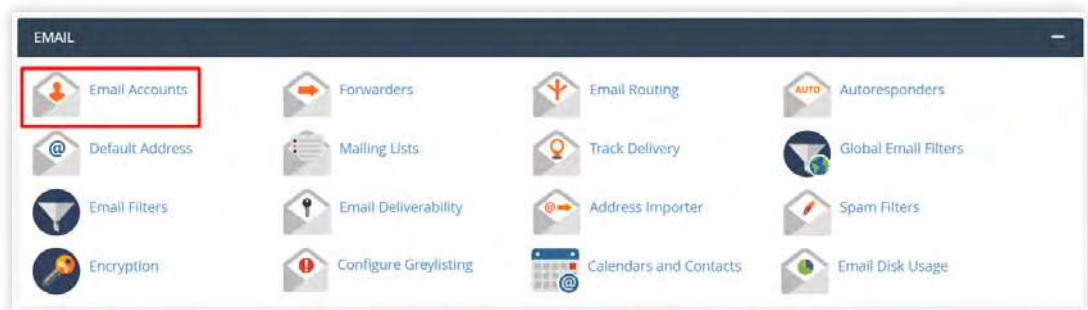 EMAIL
Email Accounts
Forwarders
Email Routing
AUTO
Autoresponders
@
Default Address
Mailing Lists
Track Delivery
Global Email Filters
Email Filters
Email Deliverability
@
Address Importer
Spam Filters
Encryption
Configure Greylisting
@
Calendars and Contacts
Email Disk Usage